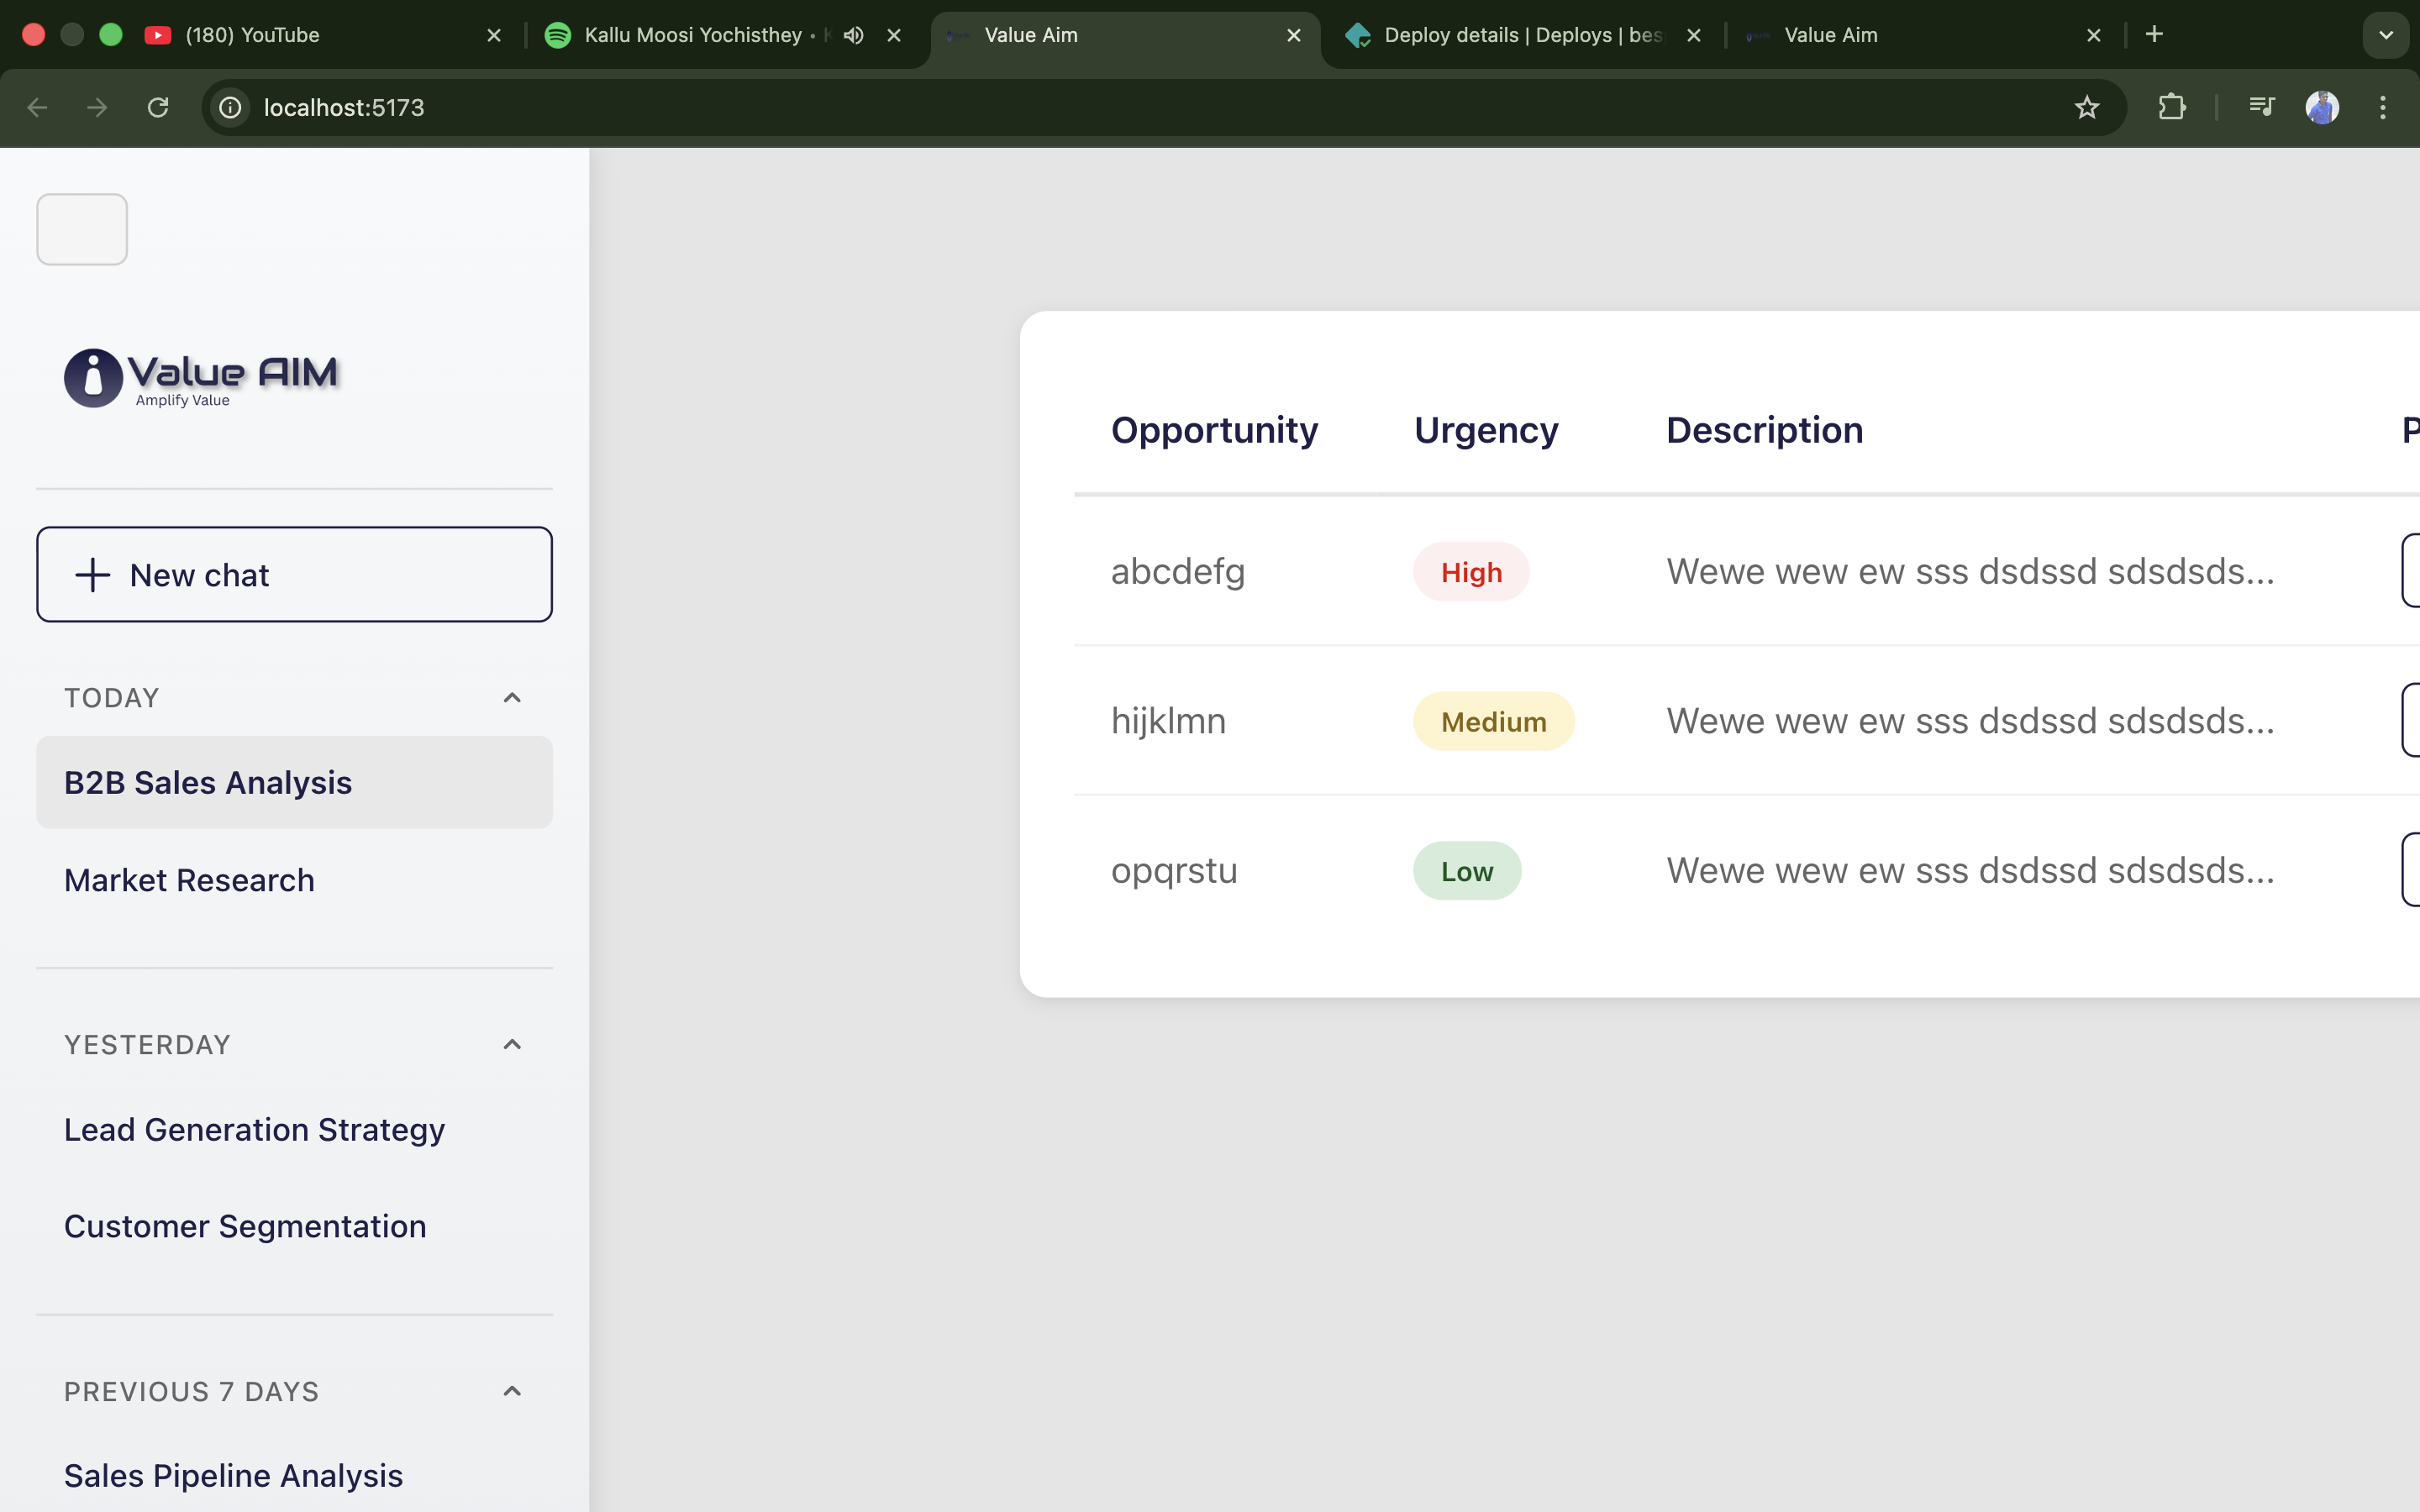 (180) YouTube
Kallu Moosi Yochisthey •
Value Aim
Deploy details | Deploys | bes
Value Aim
localhost:5173
Value AIM
Amplify Value
New chat
TODAY
B2B Sales Analysis
Market Research
YESTERDAY
Lead Generation Strategy
Customer Segmentation
PREVIOUS 7 DAYS
Sales Pipeline Analysis
Opportunity Urgency Description P
abcdefg High Wewe wew ew sss dsdssd sdsdsds...
hijklmn Medium Wewe wew ew sss dsdssd sdsdsds...
opqrstu Low Wewe wew ew sss dsdssd sdsdsds...